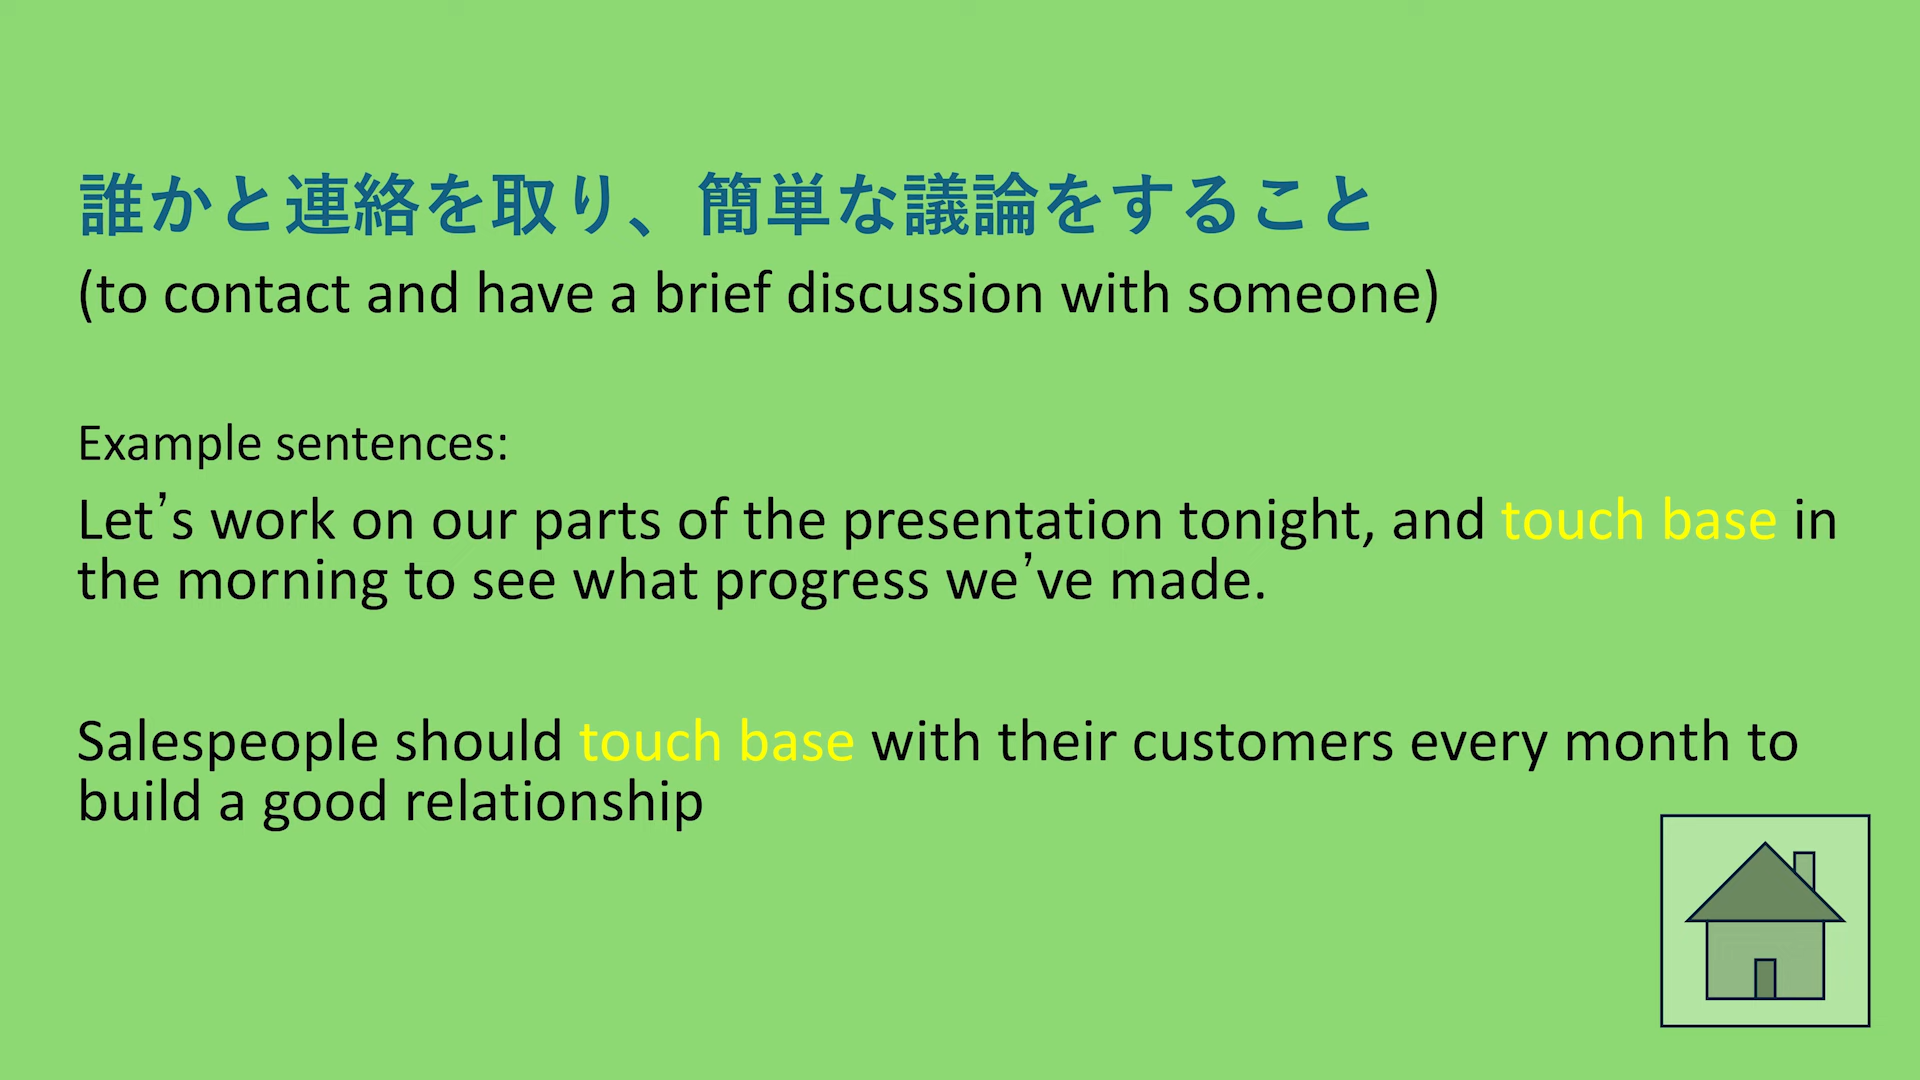 誰かと連絡を取り、簡単な議論をすること
(to contact and have a brief discussion with someone)
Example sentences:
Let’s work on our parts of the presentation tonight, and touch base in
the morning to see what progress we’ve made.
Salespeople should touch base with their customers every month to
build a good relationship